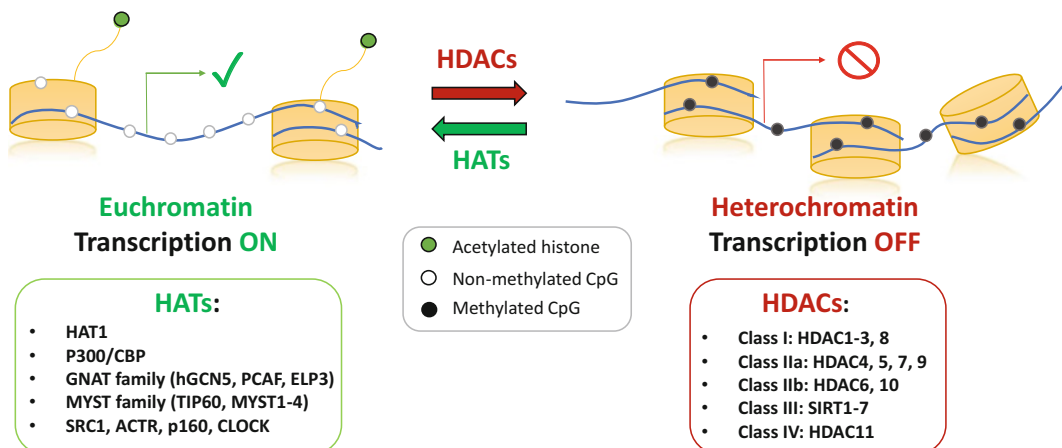 HDACs
HATs
Euchromatin
Transcription ON
Heterochromatin
Transcription OFF
Acetylated histone
Non-methylated CpG
Methylated CpG
HATs:
• HAT1
• P300/CBP
• GNAT family (hGCN5, PCAF, ELP3)
• MYST family (TIP60, MYST1-4)
• SRC1, ACTR, p160, CLOCK
HDACs:
• Class I: HDAC1-3, 8
• Class IIa: HDAC4, 5, 7, 9
• Class IIb: HDAC6, 10
• Class III: SIRT1-7
• Class IV: HDAC11